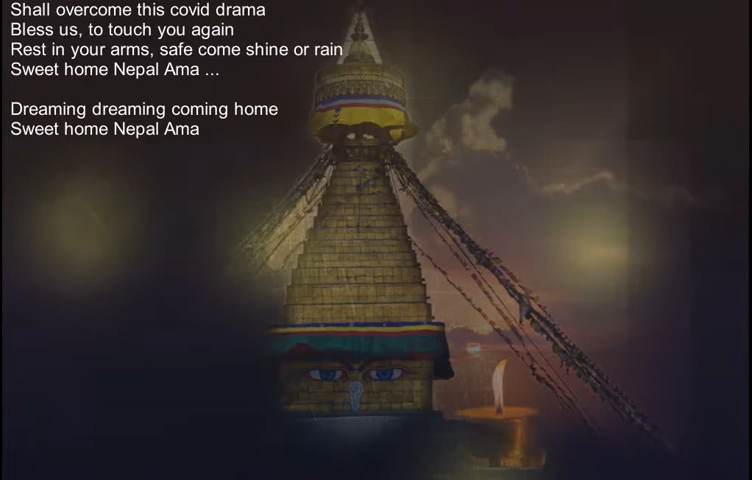 Shall overcome this covid drama
Bless us, to touch you again
Rest in your arms, safe come shine or rain
Sweet home Nepal Ama ...
Dreaming dreaming coming home
Sweet home Nepal Ama